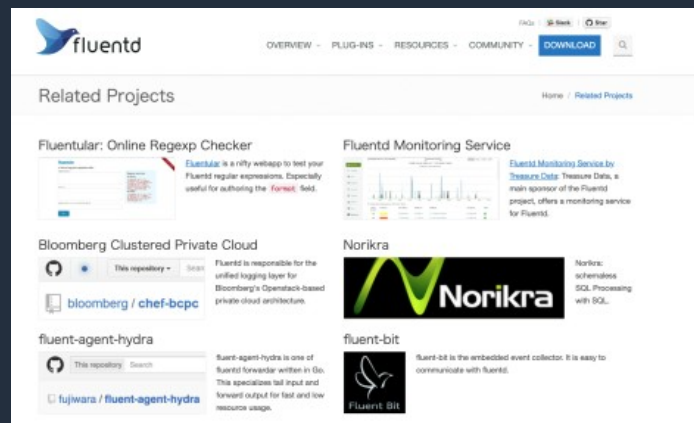 FAQs
Slack
Star
fluentd
OVERVIEW
PLUG-INS
RESOURCES
COMMUNITY
DOWNLOAD
Related Projects
Home / Related Projects
Fluentular: Online Regexp Checker
Fluentular is a nifty webapp to test your
Fluentd regular expressions. Especially
useful for authoring the format field.
Fluentd Monitoring Service
Fluentd Monitoring Service by
Treasure Data: Treasure Data, a
main sponsor of the Fluentd
project, offers a monitoring service
for Fluentd.
Bloomberg Clustered Private Cloud
This repository
bloomberg / chef-bcpc
Fluentd is responsible for the
unified logging layer for
Bloomberg's Openstack-based
private cloud architecture.
Norikra
Norikra
Norikra:
schemaless
SQL Processing
with SQL.
fluent-agent-hydra
This repository Search
fujiwara / fluent-agent-hydra
fluent-agent-hydra is one of
fluentd forwardar written in Go.
This specializes tail input and
forward output for fast and low
resource usage.
fluent-bit
Fluent Bit
fluent-bit is the embedded event collector. It is easy to
communicate with fluentd.